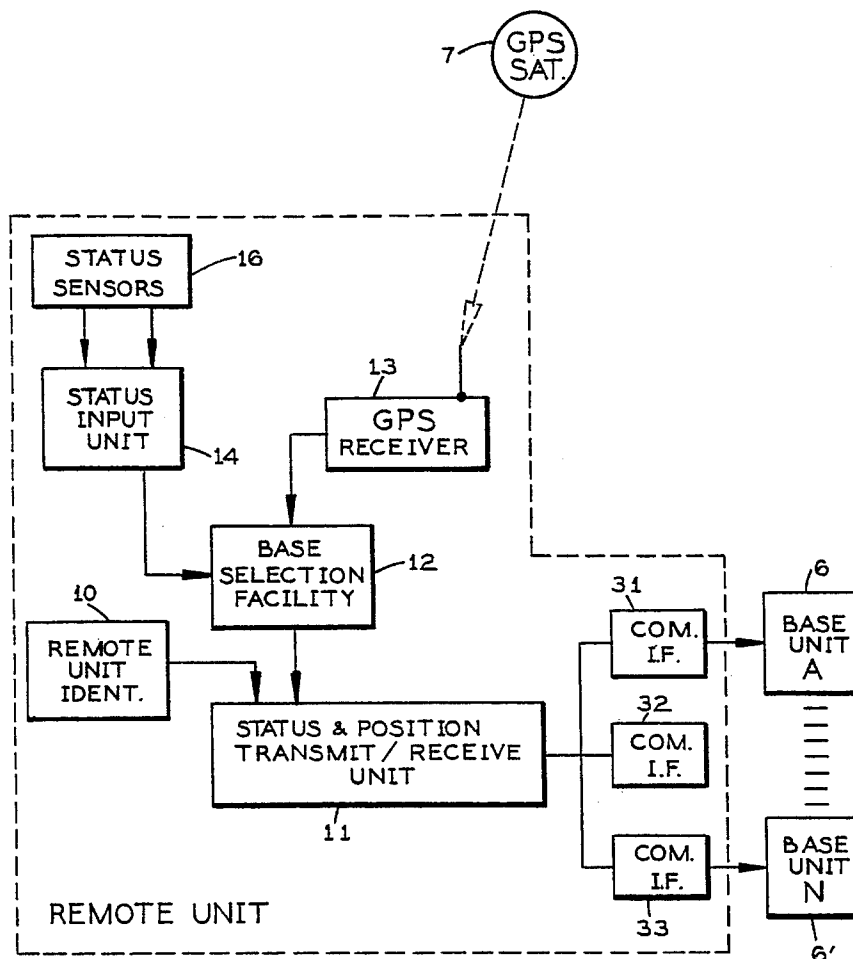 7
GPS
SAT.
STATUS
SENSORS
16
STATUS
INPUT
UNIT
14
13
GPS
RECEIVER
BASE
SELECTION
FACILITY
12
10
REMOTE
UNIT
IDENT.
STATUS & POSITION
TRANSMIT / RECEIVE
UNIT
11
31
COM.
I.F.
32
COM.
I.F.
COM.
I.F.
33
6
BASE
UNIT
A
BASE
UNIT
N
6'
REMOTE UNIT